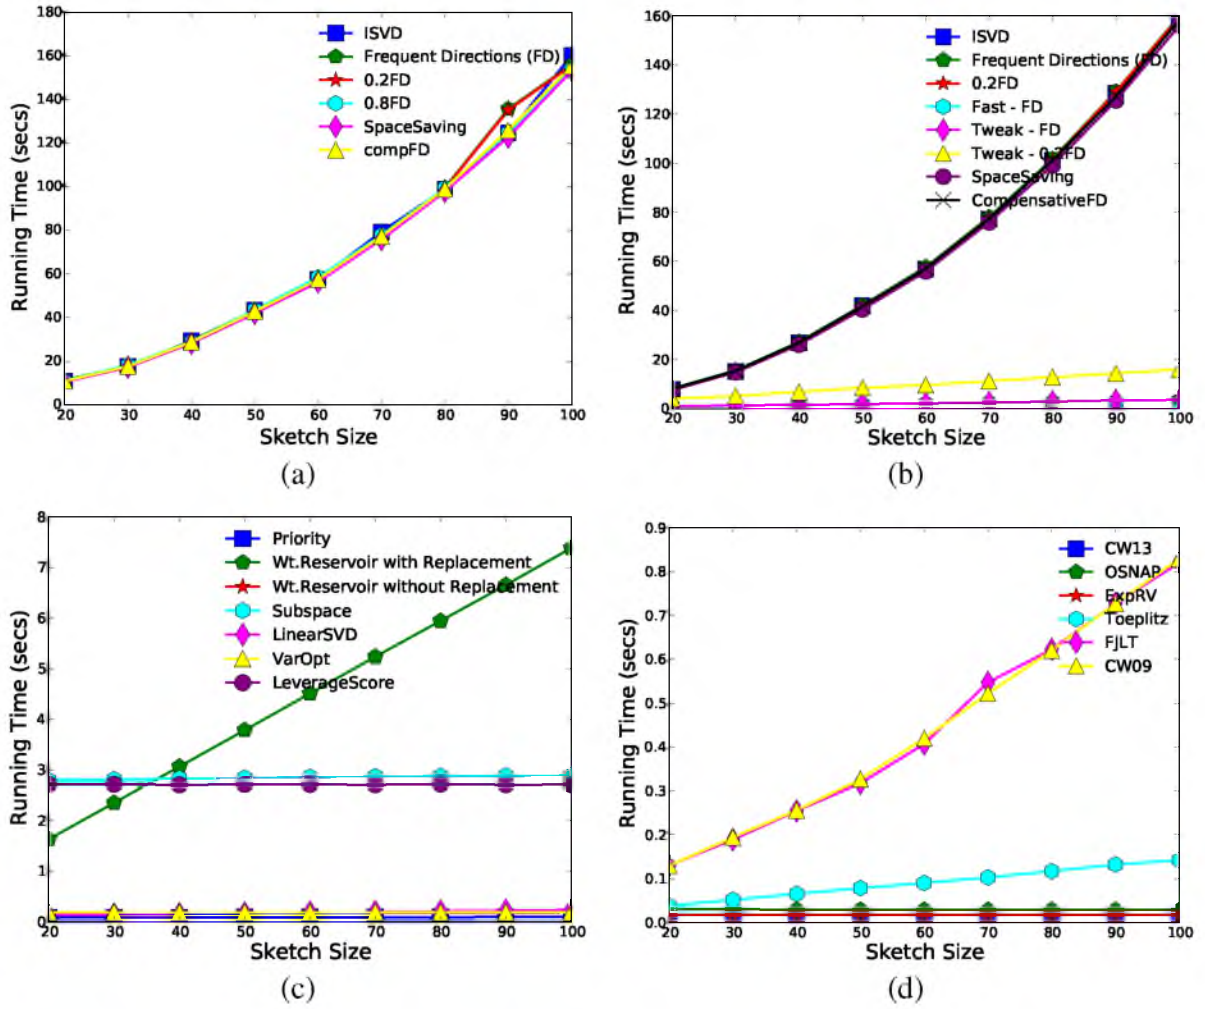 180
160
140
120
100
80
60
40
20
0
20 30 40 50 60 70 80 90 100
Running Time (secs)
Sketch Size
ISVD
Frequent Directions (FD)
0.2FD
0.8FD
SpaceSaving
compFD
(a)
160
140
120
100
80
60
40
20
0
20 30 40 50 60 70 80 90 100
Running Time (secs)
Sketch Size
ISVD
Frequent Directions (FD)
0.2FD
Fast - FD
Tweak - FD
Tweak - 0.2FD
SpaceSaving
CompensativeFD
(b)
8
7
6
5
4
3
2
1
0
20 30 40 50 60 70 80 90 100
Running Time (secs)
Sketch Size
Priority
Wt.Reservoir with Replacement
Wt.Reservoir without Replacement
Subspace
LinearSVD
VarOpt
LeverageScore
(c)
0.9
0.8
0.7
0.6
0.5
0.4
0.3
0.2
0.1
0.0
20 30 40 50 60 70 80 90 100
Running Time (secs)
Sketch Size
CW13
OSNAP
ExpRV
Toeplitz
FJLT
CW09
(d)